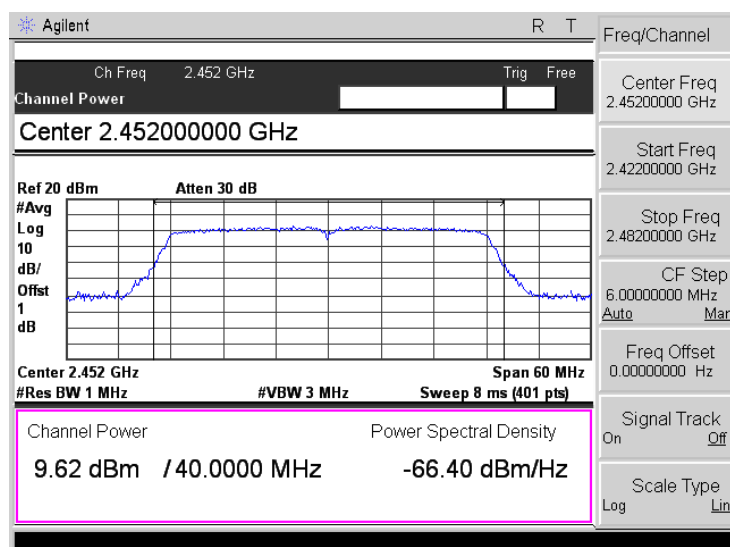 Agilent
R T
Freq/Channel
Ch Freq 2.452 GHz
Trig Free
Channel Power
Center 2.452000000 GHz
Center Freq
2.45200000 GHz
Start Freq
2.42200000 GHz
Stop Freq
2.48200000 GHz
CF Step
6.00000000 MHz
Auto Man
Freq Offset
0.00000000 Hz
Signal Track
On Off
Scale Type
Log Lin
Ref 20 dBm Atten 30 dB
#Avg
Log
10
dB/
Offst
1
dB
Center 2.452 GHz Span 60 MHz
#Res BW 1 MHz #VBW 3 MHz Sweep 8 ms (401 pts)
Channel Power Power Spectral Density
9.62 dBm / 40.0000 MHz -66.40 dBm/Hz